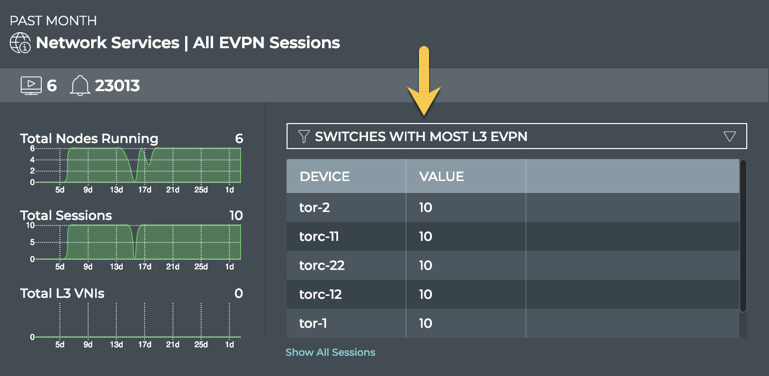 PAST MONTH
Network Services | All EVPN Sessions
6 23013
Total Nodes Running 6
6
4
2
0
5d 9d 13d 17d 21d 25d 1d
Total Sessions 10
10
5
0
5d 9d 13d 17d 21d 25d 1d
Total L3 VNIs 0
0
5d 9d 13d 17d 21d 25d 1d
SWITCHES WITH MOST L3 EVPN
DEVICE VALUE
tor-2 10
torc-11 10
torc-22 10
torc-12 10
tor-1 10
Show All Sessions